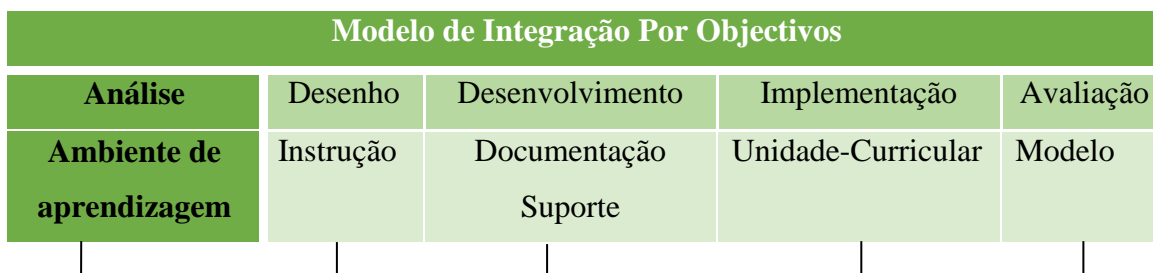 Modelo de Integração Por Objectivos
Análise Desenho Desenvolvimento Implementação Avaliação
Ambiente de Instrução Documentação Unidade-Curricular Modelo
aprendizagem Suporte